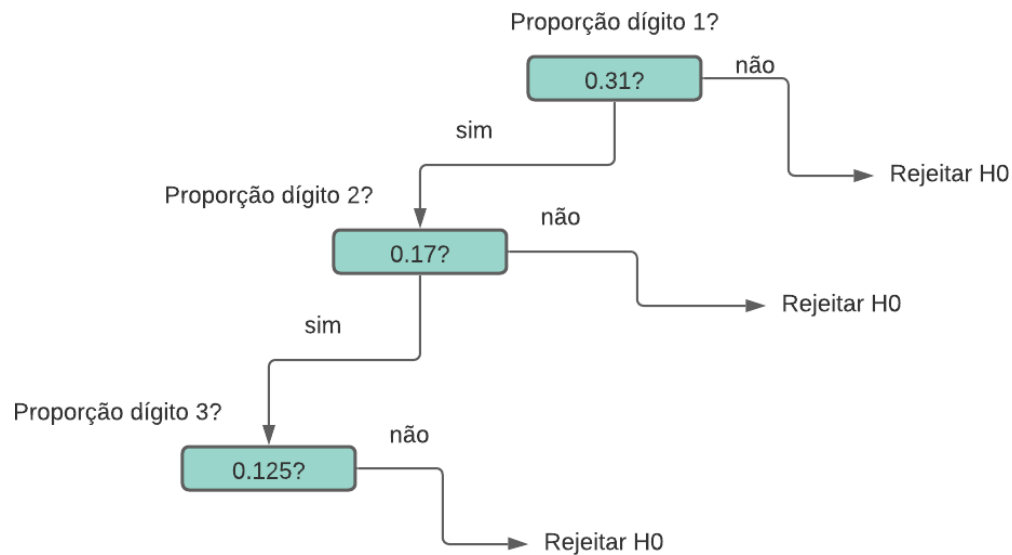 Proporção dígito 1?
0.31?
não
sim
Rejeitar H0
Proporção dígito 2?
não
0.17?
Rejeitar H0
sim
Proporção dígito 3?
não
0.125?
Rejeitar H0